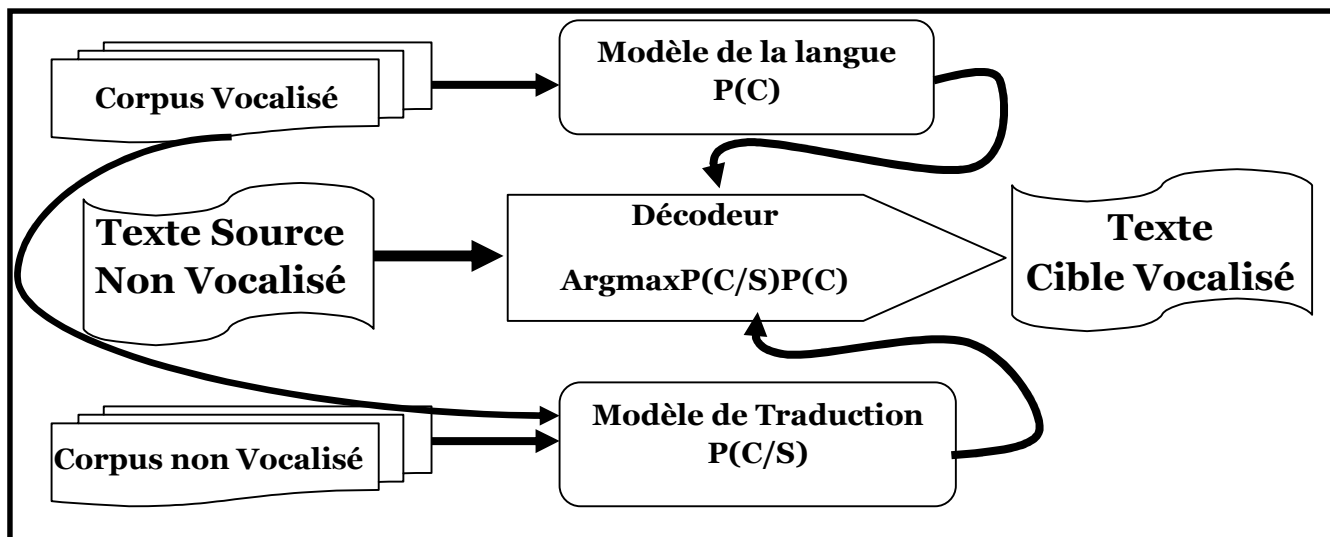 Modèle de la langue
P(C)
Corpus Vocalisé
Texte Source
Non Vocalisé
Décodeur
ArgmaxP(C/S)P(C)
Texte
Cible Vocalisé
Modèle de Traduction
P(C/S)
Corpus non Vocalisé